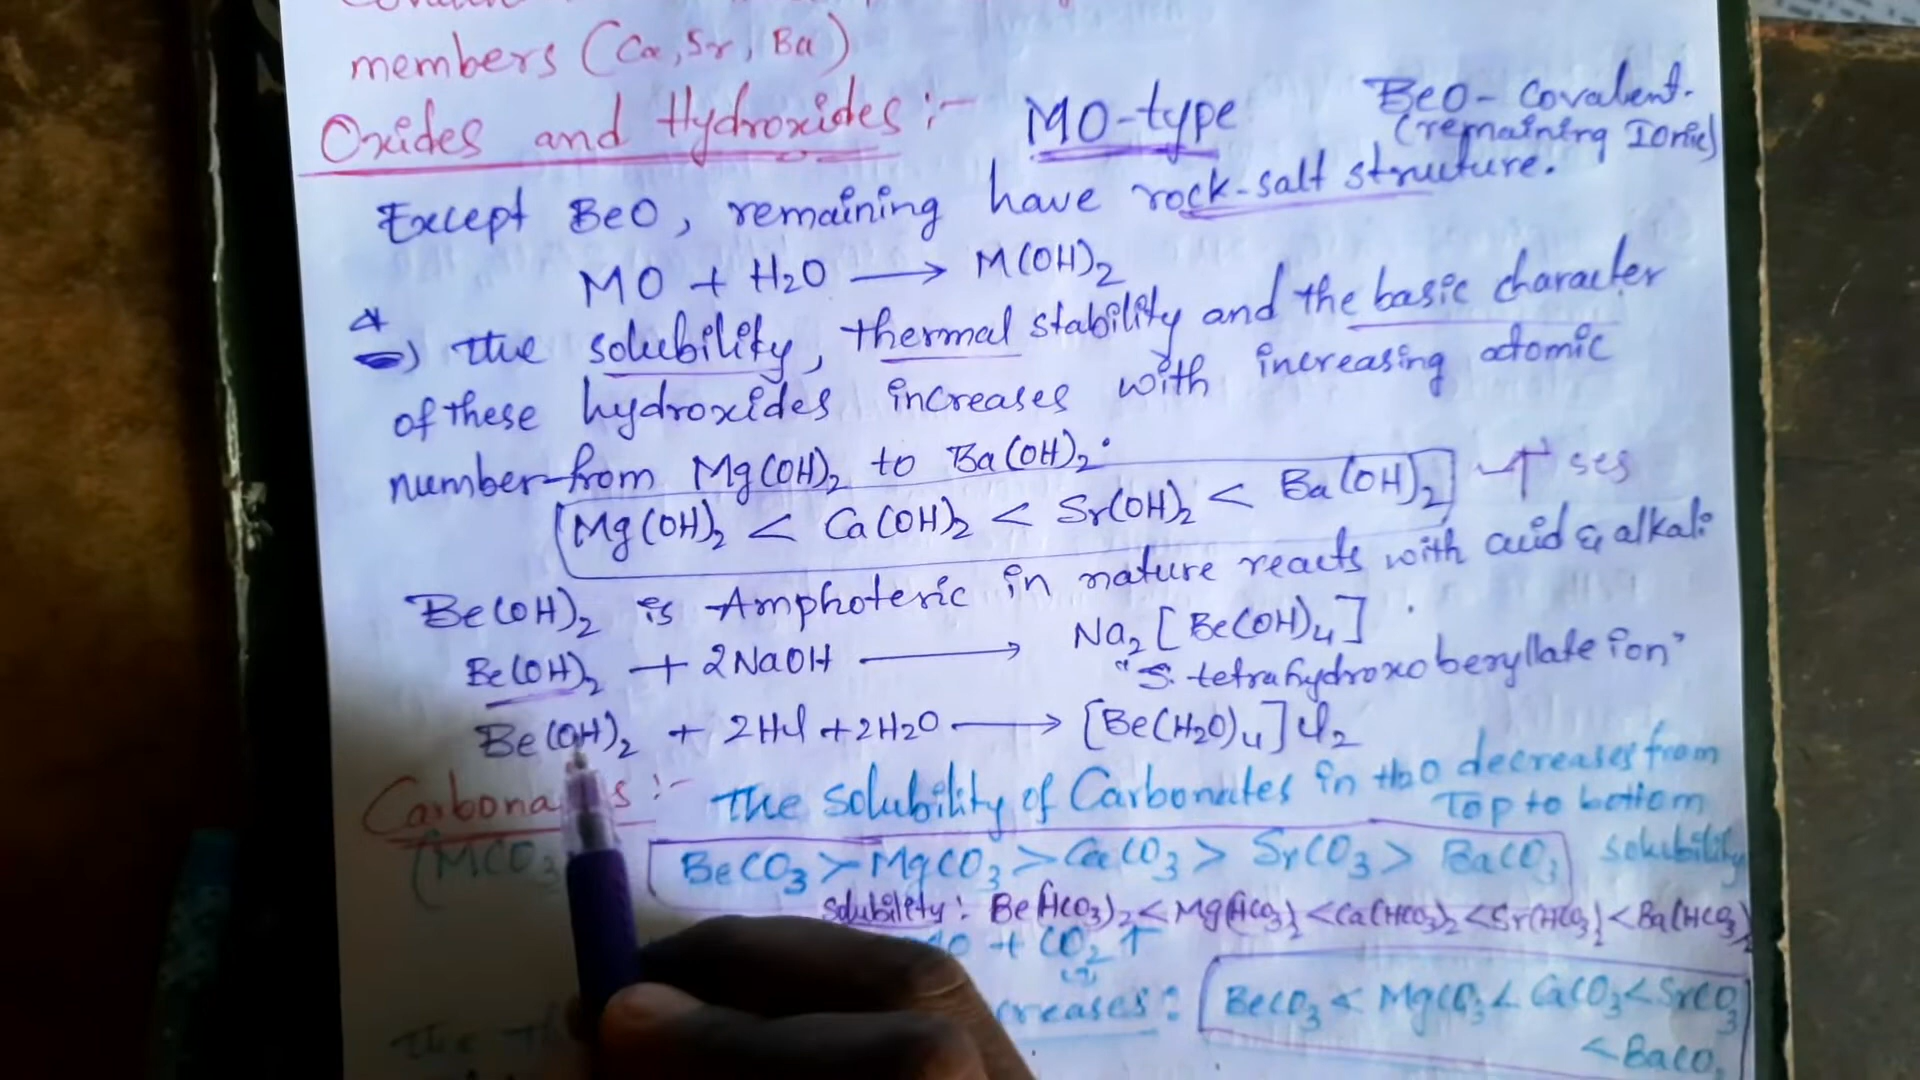 members (Ca, Sr, Ba)
Oxides and Hydroxides :- MO-type BeO - Covalent.
(remaining Ionic)
Except BeO, remaining have rock-salt structure.
MO + H2O → M(OH)2
the solubility, thermal stability and the basic character
of these hydroxides increases with increasing atomic
number from Mg(OH)2 to Ba(OH)2.
Mg(OH)2 < Ca(OH)2 < Sr(OH)2 < Ba(OH)2 ↑ ses
Be(OH)2 is Amphoteric in nature reacts with acid & alkali
Be(OH)2 + 2NaOH → Na2[Be(OH)4]
"S. tetrahydroxoberyllate ion"
Be(OH)2 + 2HCl + 2H2O → [Be(H2O)4]Cl2
:- The solubility of Carbonates in H2O decreases from
Top to bottom
(MCO3 BeCO3 > MgCO3 > CaCO3 > SrCO3 > BaCO3 solubility
solubility : Be(HCO3)2 < Mg(HCO3)2 < Ca(HCO3)2 < Sr(HCO3)2 < Ba(HCO3)2
+ CO2 ↑
: BeCO3 < MgCO3 < CaCO3 < SrCO3
< BaCO